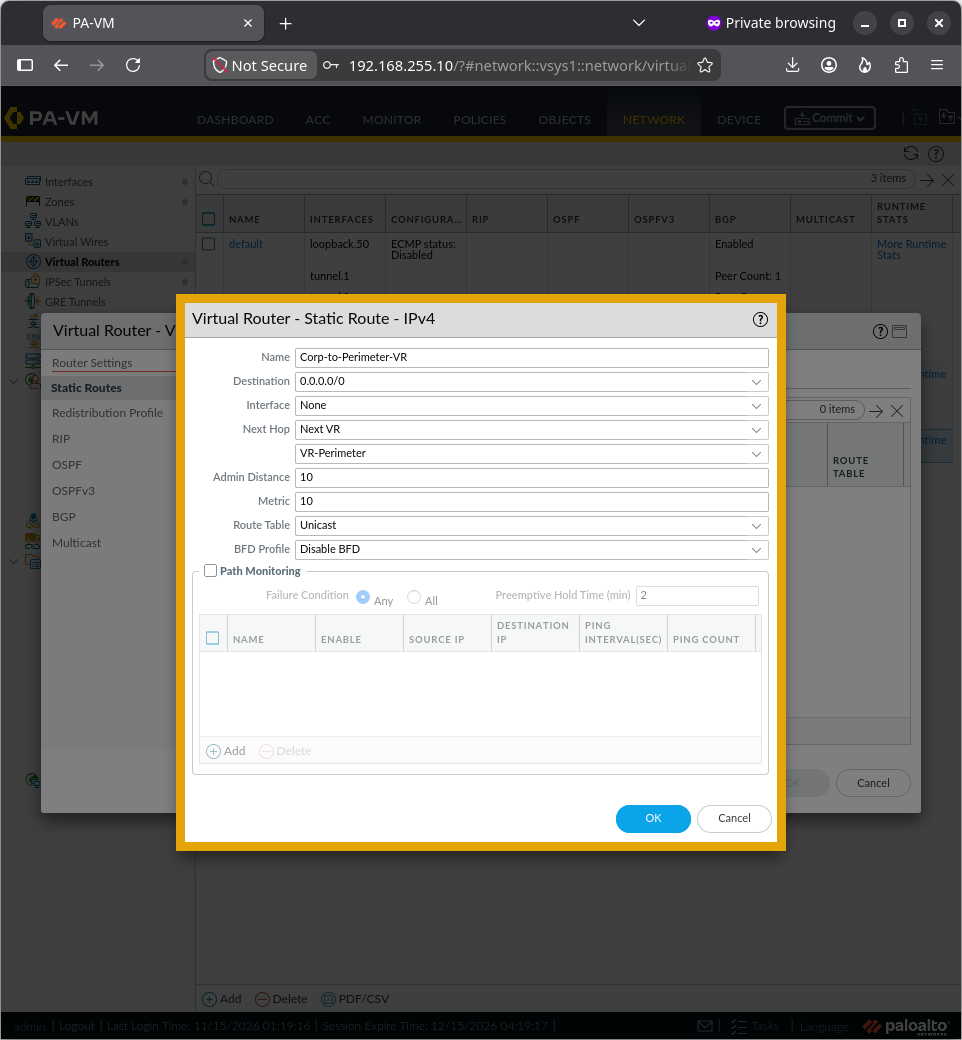 PA-VM
Private browsing
Not Secure
192.168.255.10/?#network::vsys1::network/virtua
PA-VM
DASHBOARD
ACC
MONITOR
POLICIES
OBJECTS
NETWORK
DEVICE
Commit
Interfaces
Zones
VLANs
Virtual Wires
Virtual Routers
IPSec Tunnels
GRE Tunnels
3 items
NAME
INTERFACES
CONFIGURA...
RIP
OSPF
OSPFV3
BGP
MULTICAST
RUNTIME
STATS
default
loopback.50
ECMP status:
Disabled
Enabled
More Runtime
Stats
tunnel.1
Peer Count: 1
Virtual Router - V
Router Settings
Static Routes
Redistribution Profile
RIP
OSPF
OSPFv3
BGP
Multicast
0 items
ROUTE
TABLE
OK
Cancel
Virtual Router - Static Route - IPv4
Name
Corp-to-Perimeter-VR
Destination
0.0.0.0/0
Interface
None
Next Hop
Next VR
VR-Perimeter
Admin Distance
10
Metric
10
Route Table
Unicast
BFD Profile
Disable BFD
Path Monitoring
Failure Condition
Any
All
Preemptive Hold Time (min)
2
NAME
ENABLE
SOURCE IP
DESTINATION
IP
PING
INTERVAL(SEC)
PING COUNT
Add
Delete
OK
Cancel
Add
Delete
PDF/CSV
admin | Logout | Last Login Time: 11/15/2026 01:19:16 | Session Expire Time: 12/15/2026 04:19:17 |
Tasks
Language
paloalto
NETWORKS